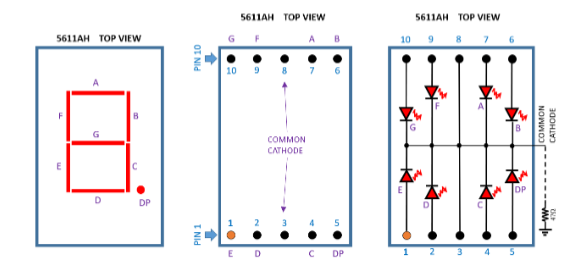 5611AH TOP VIEW
A
F
B
G
E
C
D
DP
5611AH TOP VIEW
G F A B
PIN 10
10 9 8 7 6
COMMON
CATHODE
PIN 1
1 2 3 4 5
E D C DP
5611AH TOP VIEW
10 9 8 7 6
F A
G B
COMMON
CATHODE
E DP
D C
47Ω
1 2 3 4 5